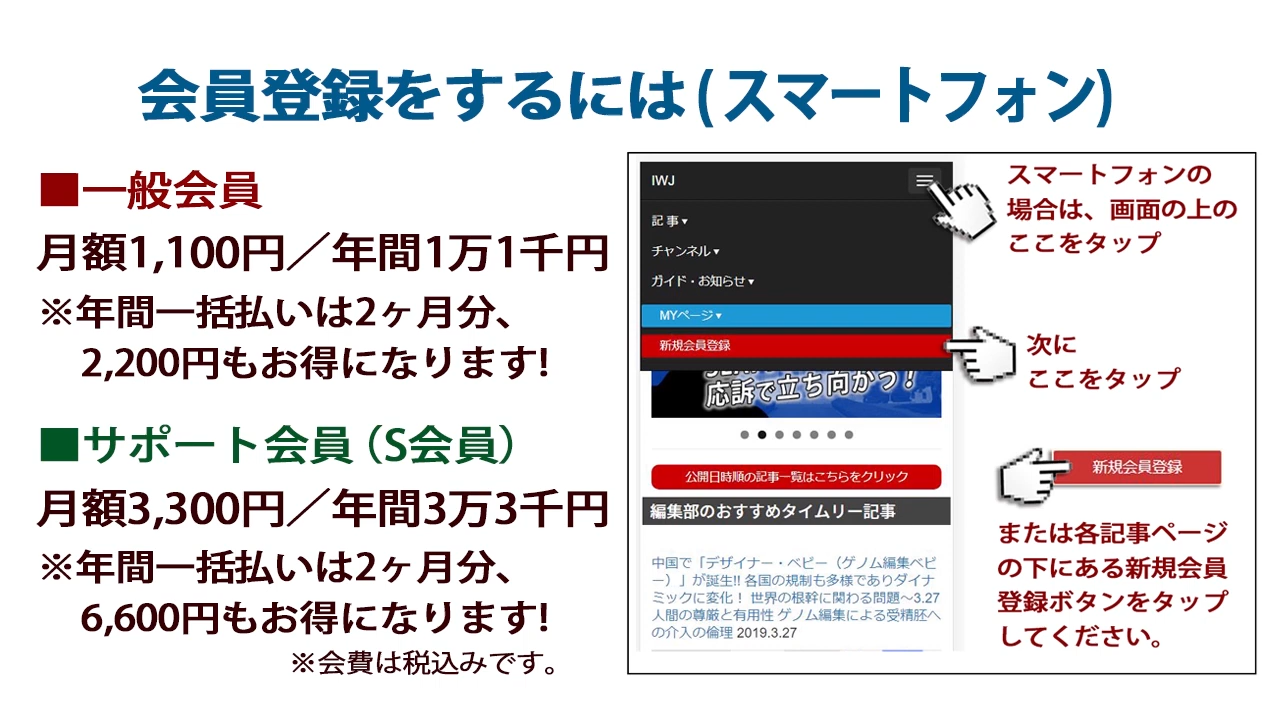 会員登録をするには(スマートフォン)
■一般会員
月額1,100円／年間1万1千円
※年間一括払いは2ヶ月分、
2,200円もお得になります!
■サポート会員（S会員）
月額3,300円／年間3万3千円
※年間一括払いは2ヶ月分、
6,600円もお得になります!
※会費は税込みです。
IWJ
記 事▼
チャンネル▼
ガイド・お知らせ▼
MYページ▼
新規会員登録
応訴で立ち向かう！
公開日時順の記事一覧はこちらをクリック
編集部のおすすめタイムリー記事
中国で「デザイナー・ベビー（ゲノム編集ベビ
ー）」が誕生!! 各国の規制も多様でありダイナ
ミックに変化！ 世界の根幹に関わる問題～3.27
人間の尊厳と有用性 ゲノム編集による受精胚へ
の介入の倫理 2019.3.27
スマートフォンの
場合は、画面の上の
ここをタップ
次に
ここをタップ
新規会員登録
または各記事ページ
の下にある新規会員
登録ボタンをタップ
してください。